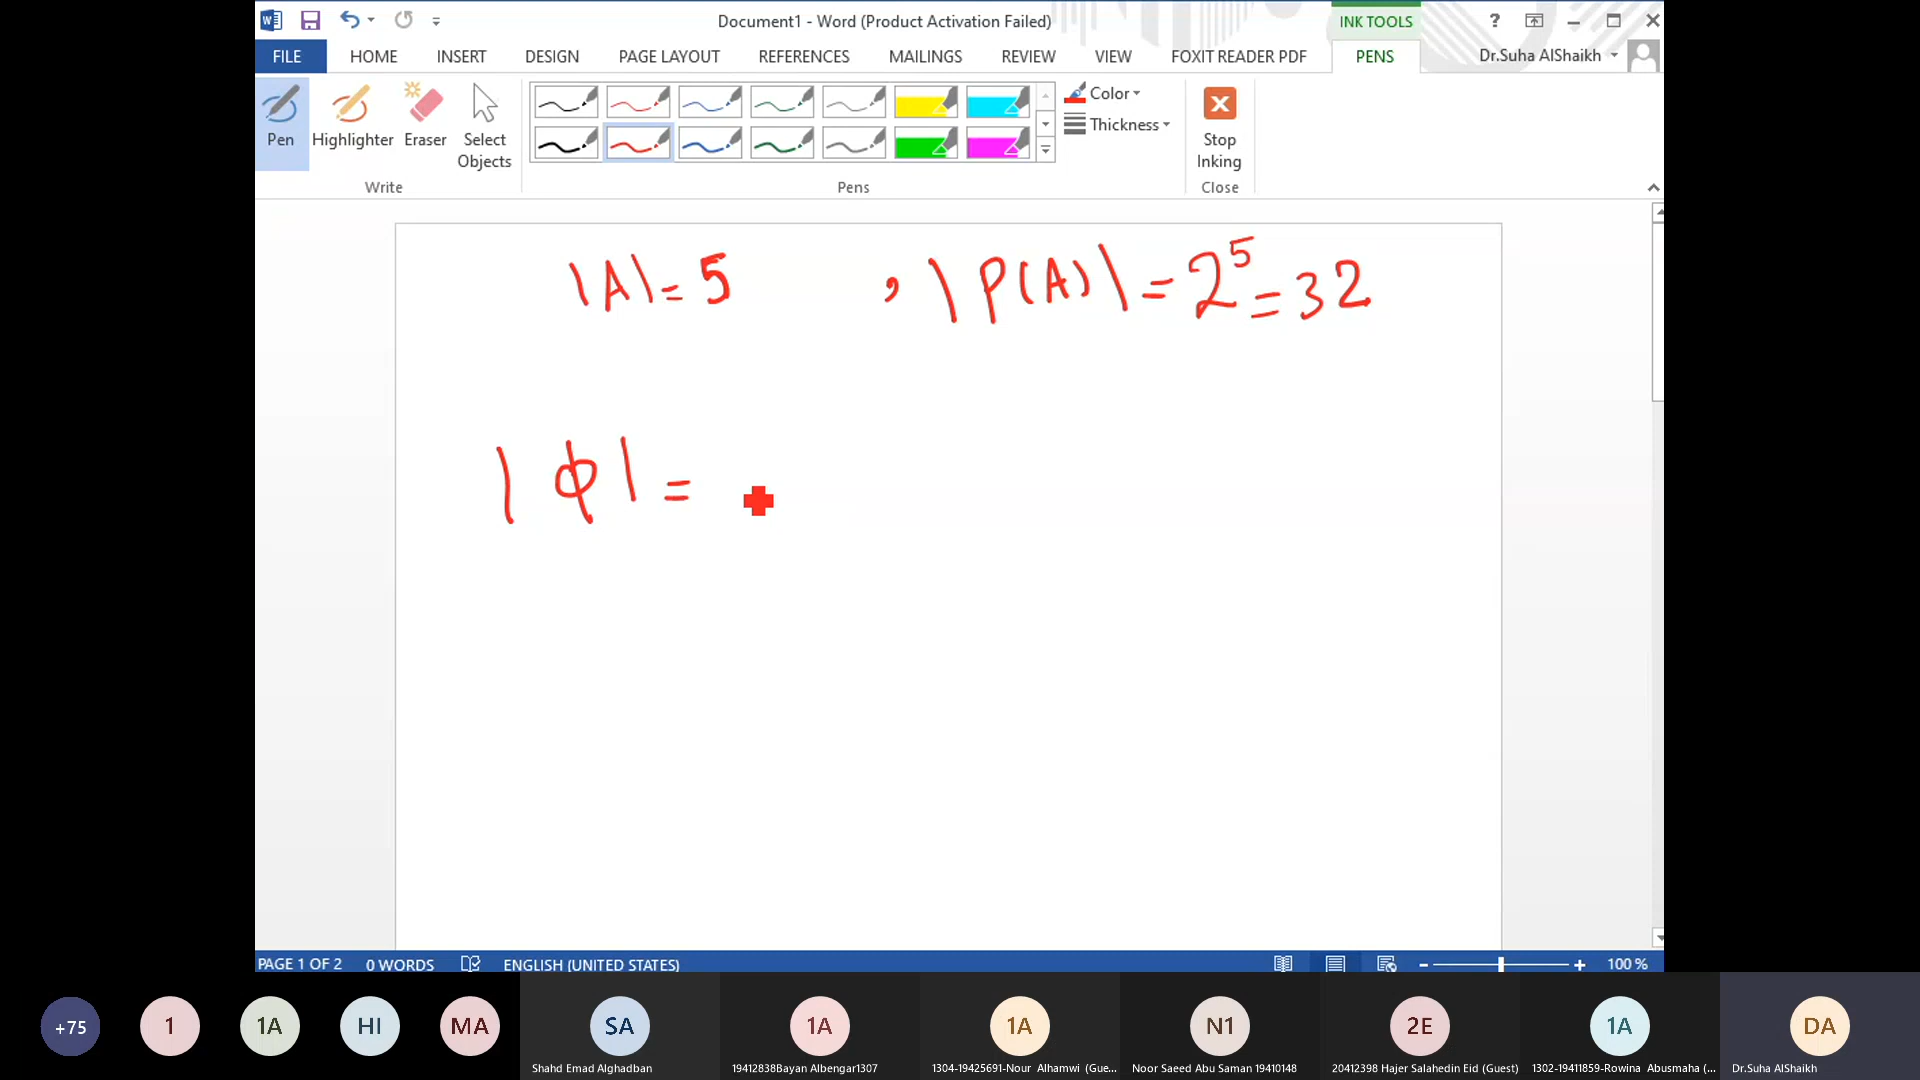 Document1 - Word (Product Activation Failed)
INK TOOLS
?
FILE HOME INSERT DESIGN PAGE LAYOUT REFERENCES MAILINGS REVIEW VIEW FOXIT READER PDF PENS Dr.Suha AlShaikh
Pen Highlighter Eraser Select Objects
Color
Thickness
Stop Inking
Write Pens Close
|A| = 5 , |P(A)| = 2⁵ = 32
|ϕ| =
PAGE 1 OF 2 0 WORDS ENGLISH (UNITED STATES) 100 %
+75 1 1A HI MA SA 1A 1A N1 2E 1A DA
Shahd Emad Alghadban 19412838Bayan Albengar1307 1304-19425691-Nour Alhamwi (Gue... Noor Saeed Abu Saman 19410148 20412398 Hajer Salahedin Eid (Guest) 1302-19411859-Rowina Abusmaha (... Dr.Suha AlShaikh